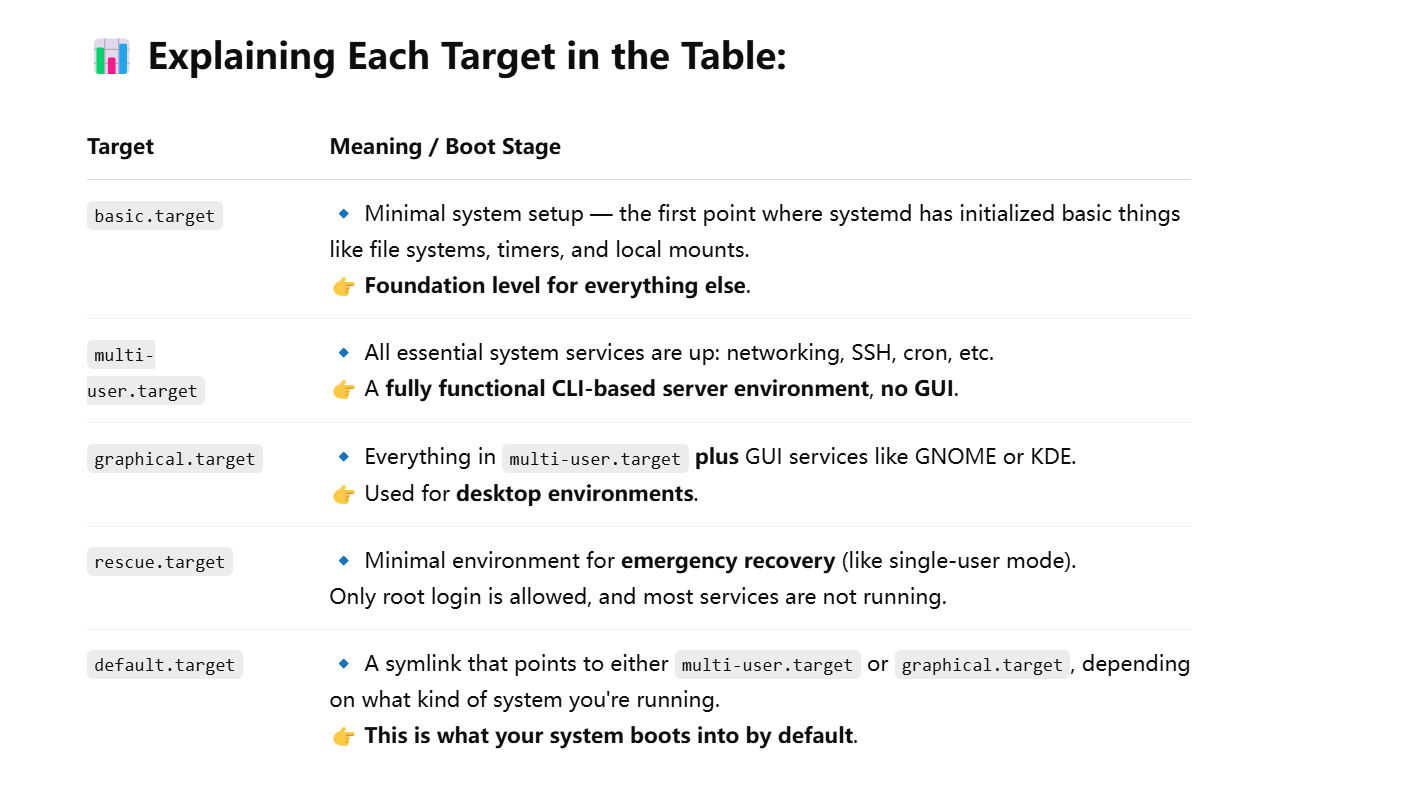 📊 Explaining Each Target in the Table:
Target Meaning / Boot Stage
basic.target 🔹 Minimal system setup — the first point where systemd has initialized basic things
like file systems, timers, and local mounts.
👉 Foundation level for everything else.
multi- 🔹 All essential system services are up: networking, SSH, cron, etc.
user.target 👉 A fully functional CLI-based server environment, no GUI.
graphical.target 🔹 Everything in multi-user.target plus GUI services like GNOME or KDE.
👉 Used for desktop environments.
rescue.target 🔹 Minimal environment for emergency recovery (like single-user mode).
Only root login is allowed, and most services are not running.
default.target 🔹 A symlink that points to either multi-user.target or graphical.target, depending
on what kind of system you're running.
👉 This is what your system boots into by default.